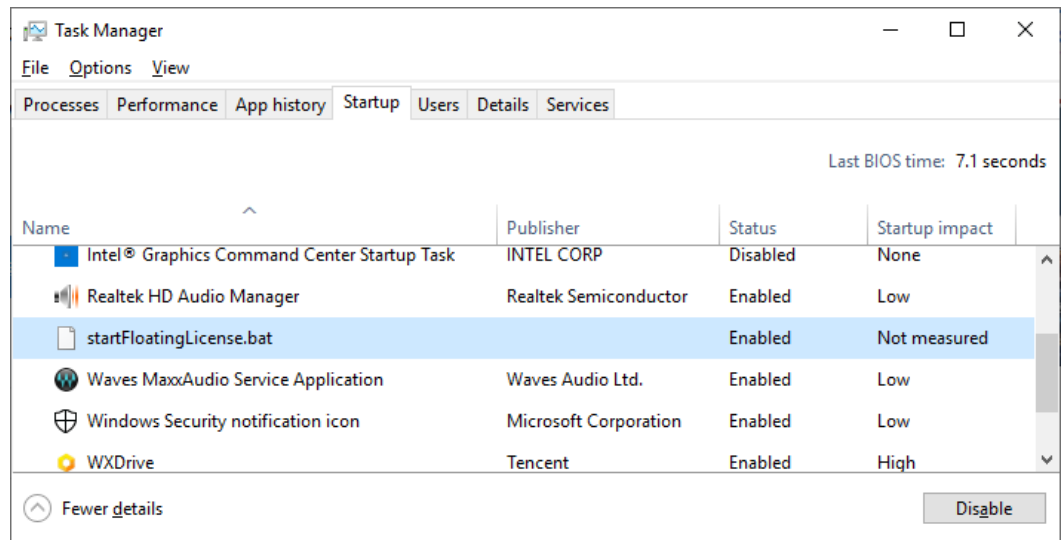 Task Manager
File Options View
Processes Performance App history Startup Users Details Services
Last BIOS time: 7.1 seconds
Name Publisher Status Startup impact
Intel® Graphics Command Center Startup Task INTEL CORP Disabled None
Realtek HD Audio Manager Realtek Semiconductor Enabled Low
startFloatingLicense.bat Enabled Not measured
Waves MaxxAudio Service Application Waves Audio Ltd. Enabled Low
Windows Security notification icon Microsoft Corporation Enabled Low
WXDrive Tencent Enabled High
Fewer details Disable